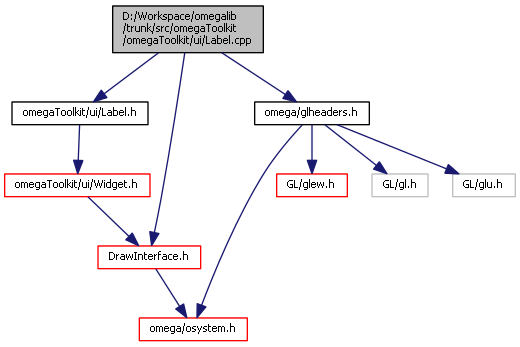 D:/Workspace/omegalib
/trunk/src/omegaToolkit
/omegaToolkit/ui/Label.cpp
omegaToolkit/ui/Label.h
omega/glheaders.h
omegaToolkit/ui/Widget.h
GL/glew.h
GL/gl.h
GL/glu.h
DrawInterface.h
omega/osystem.h